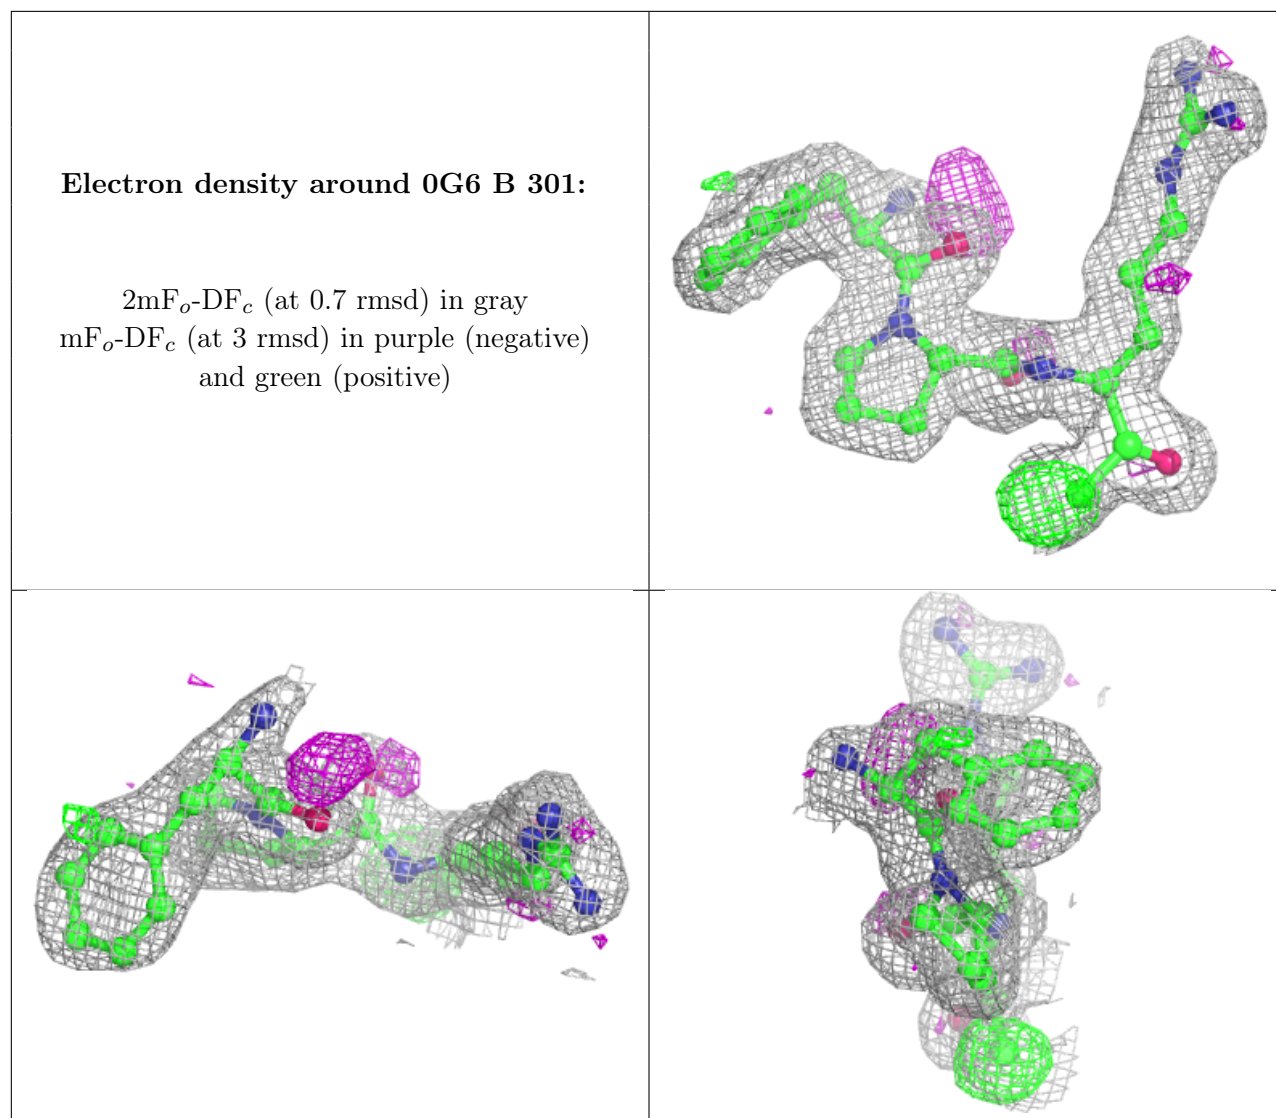 Electron density around 0G6 B 301:
2mFo-DFc (at 0.7 rmsd) in gray
mFo-DFc (at 3 rmsd) in purple (negative)
and green (positive)